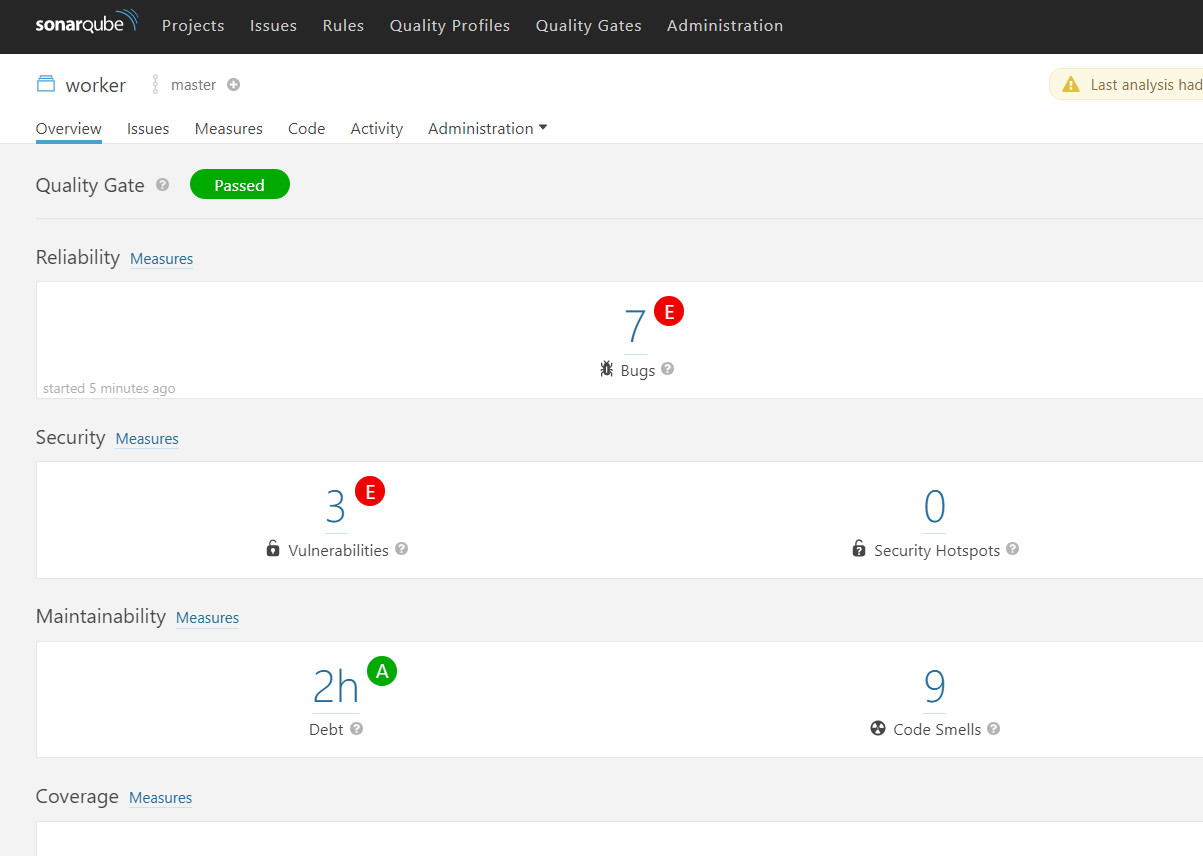 sonarqube Projects Issues Rules Quality Profiles Quality Gates Administration
worker master Last analysis had
Overview Issues Measures Code Activity Administration
Quality Gate ? Passed
Reliability Measures
7 E
Bugs ?
started 5 minutes ago
Security Measures
3 E 0
Vulnerabilities ? Security Hotspots ?
Maintainability Measures
2h A 9
Debt ? Code Smells ?
Coverage Measures